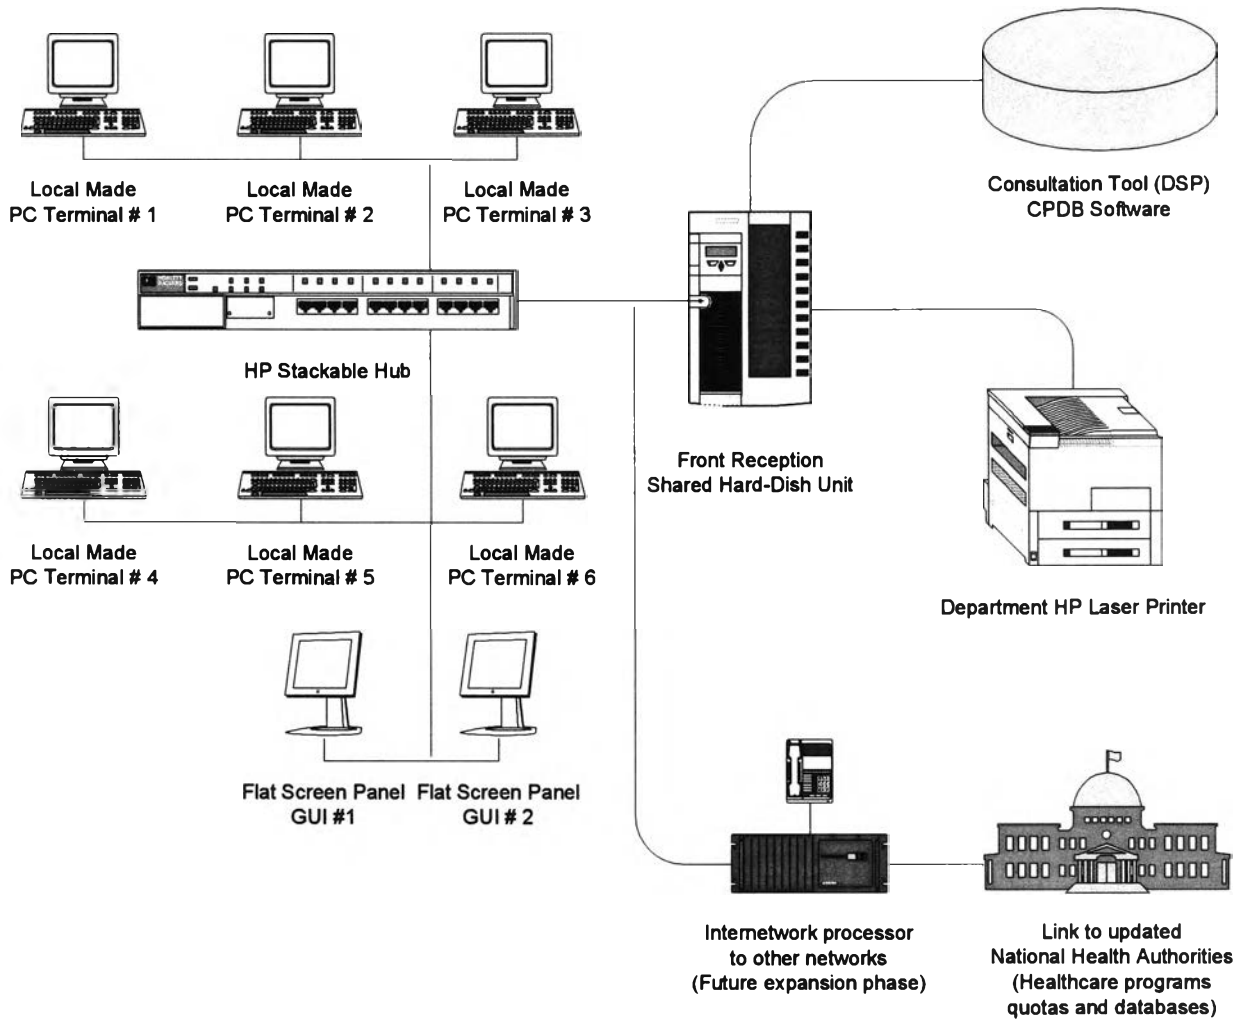 Local Made
PC Terminal # 1
Local Made
PC Terminal # 2
Local Made
PC Terminal # 3
Consultation Tool (DSP)
CPDB Software
HP Stackable Hub
Front Reception
Shared Hard-Dish Unit
Local Made
PC Terminal # 4
Local Made
PC Terminal # 5
Local Made
PC Terminal # 6
Department HP Laser Printer
Flat Screen Panel
GUI #1
Flat Screen Panel
GUI # 2
Internetwork processor
to other networks
(Future expansion phase)
Link to updated
National Health Authorities
(Healthcare programs
quotas and databases)